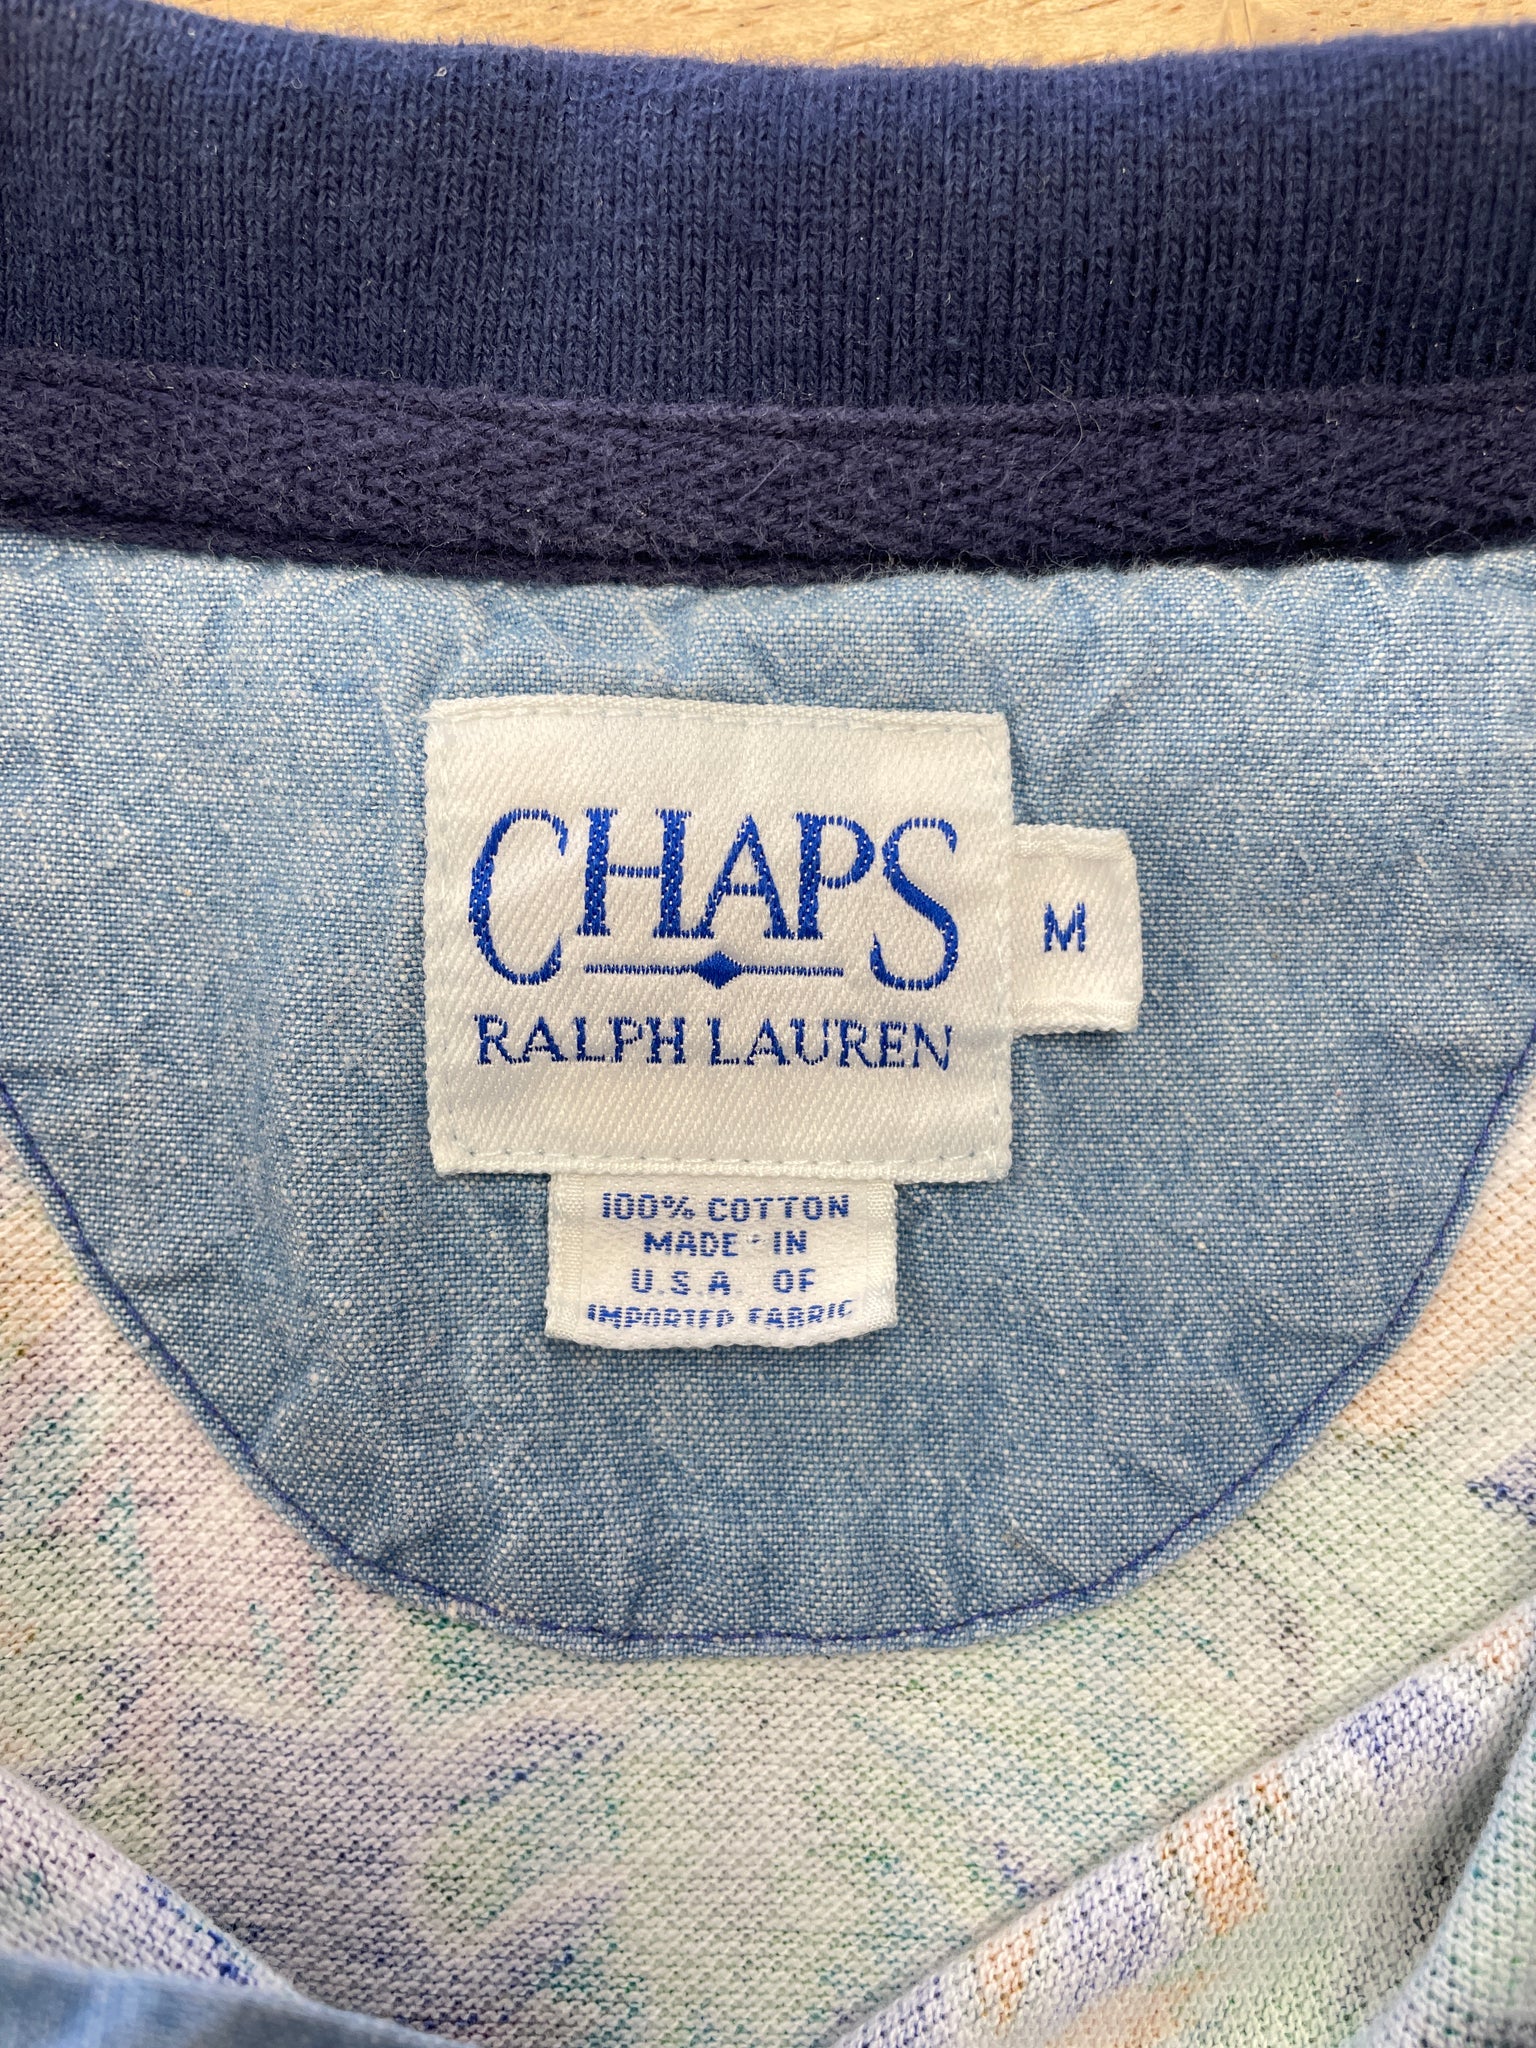 CHAPS
RALPH LAUREN
M
100% COTTON
MADE IN
U.S.A OF
IMPORTED FABRIC